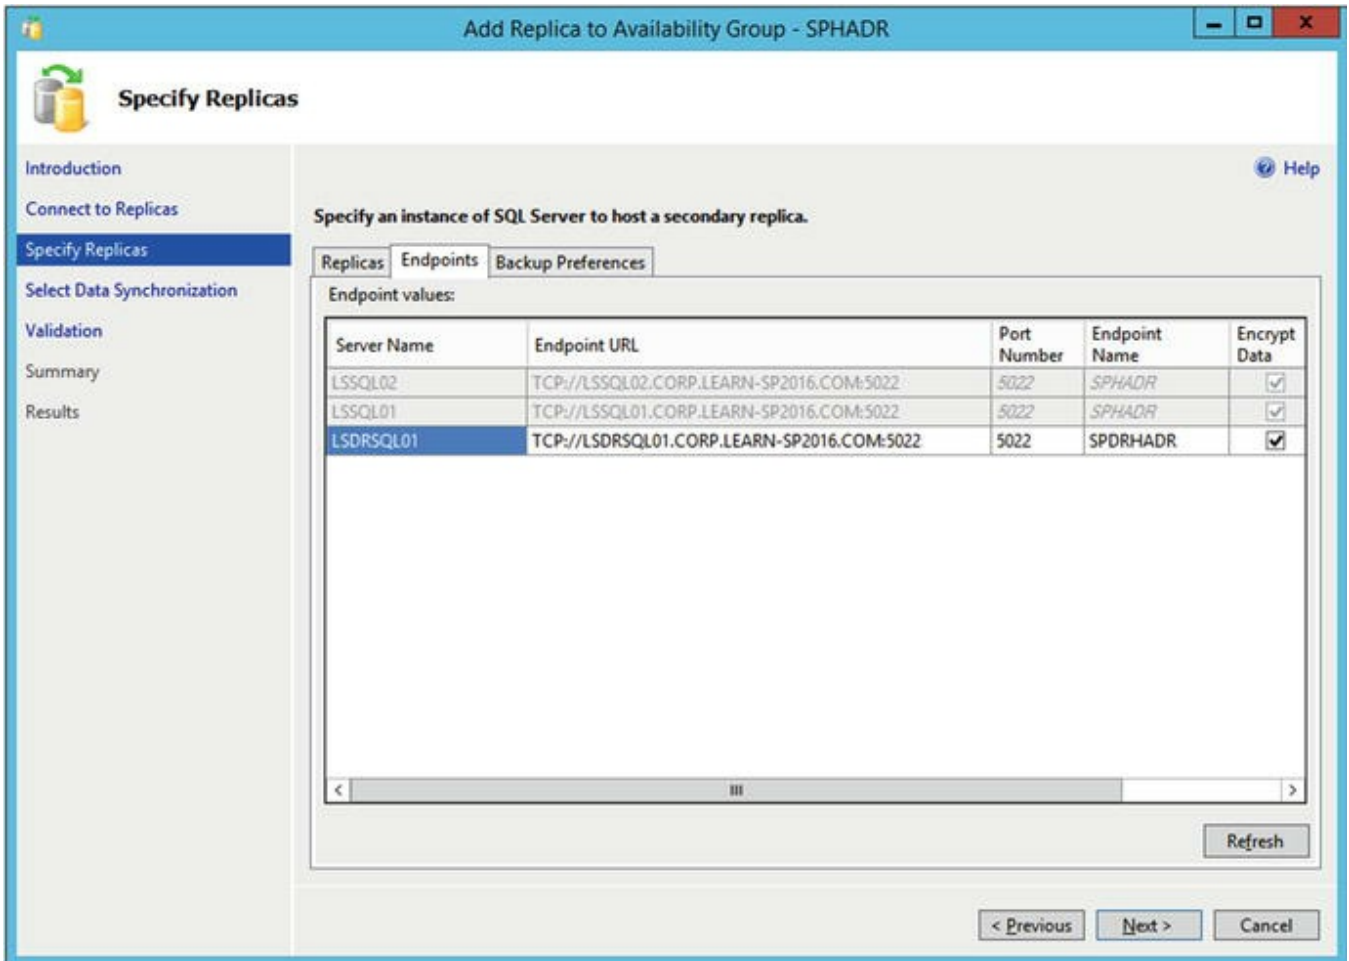 Add Replica to Availability Group - SPHADR
Specify Replicas
Introduction
Connect to Replicas
Specify Replicas
Select Data Synchronization
Validation
Summary
Results
Help
Specify an instance of SQL Server to host a secondary replica.
Replicas Endpoints Backup Preferences
Endpoint values:
Server Name Endpoint URL Port Number Endpoint Name Encrypt Data
LSSQL02 TCP://LSSQL02.CORP.LEARN-SP2016.COM:5022 5022 SPHADR
LSSQL01 TCP://LSSQL01.CORP.LEARN-SP2016.COM:5022 5022 SPHADR
LSDRSQL01 TCP://LSDRSQL01.CORP.LEARN-SP2016.COM:5022 5022 SPDRHADR
Refresh
< Previous Next > Cancel